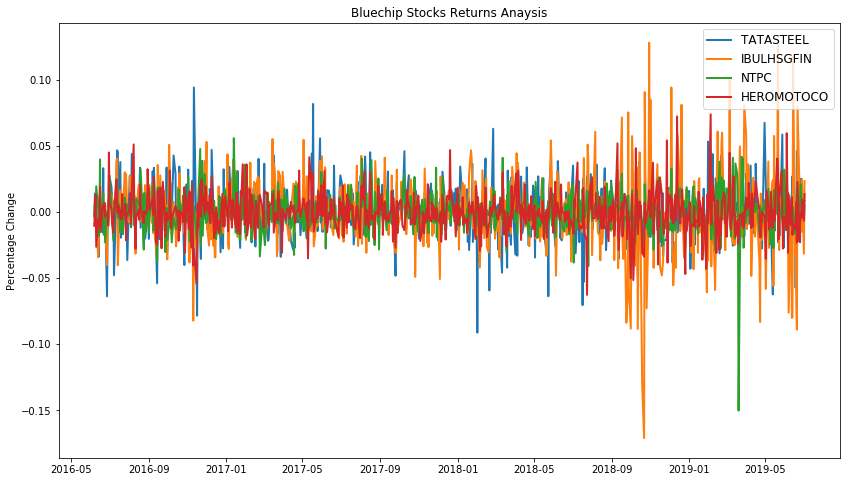 Bluechip Stocks Returns Anaysis
TATASTEEL
IBULHSGFIN
NTPC
HEROMOTOCO
Percentage Change
0.10
0.05
0.00
−0.05
−0.10
−0.15
2016-05
2016-09
2017-01
2017-05
2017-09
2018-01
2018-05
2018-09
2019-01
2019-05